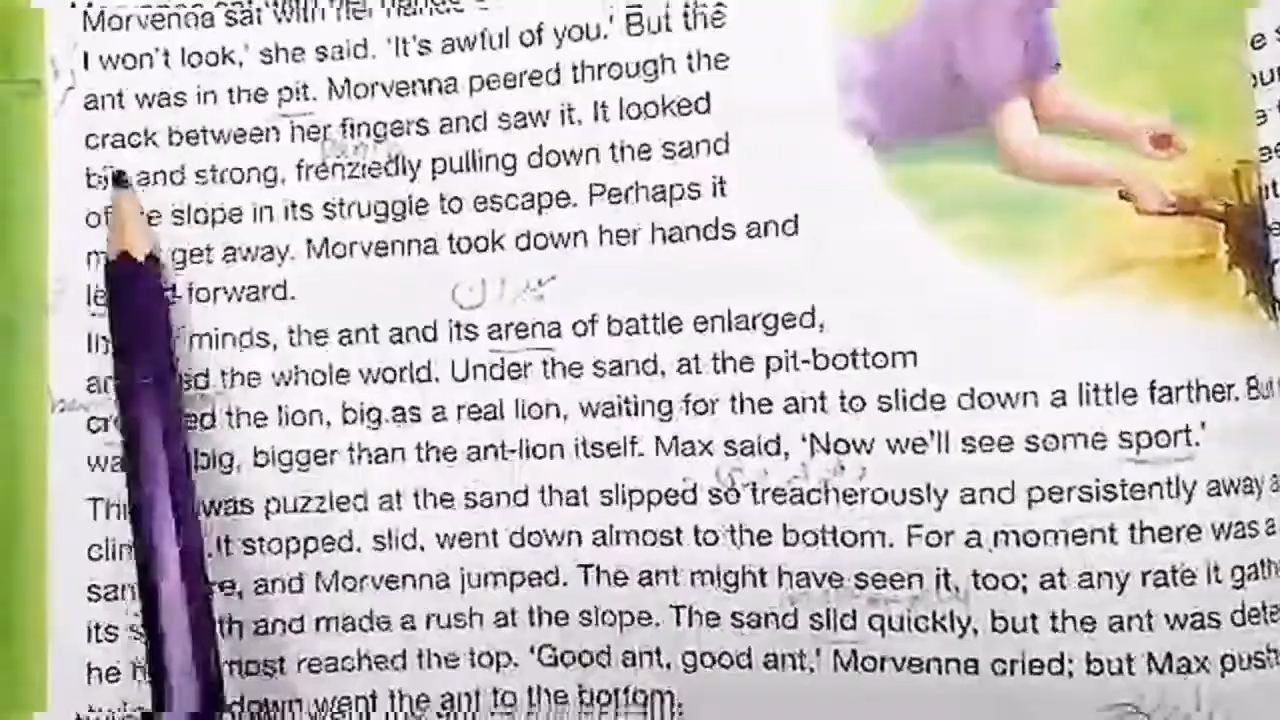 Morvenna sat with her hands
I won't look,' she said. 'It's awful of you.' But the
ant was in the pit. Morvenna peered through the
crack between her fingers and saw it. It looked
and strong, frenziedly pulling down the sand
slope in its struggle to escape. Perhaps it
get away. Morvenna took down her hands and
forward.
میدان
minds, the ant and its arena of battle enlarged,
the whole world. Under the sand, at the pit-bottom
the lion, big as a real lion, waiting for the ant to slide down a little farther. But
big, bigger than the ant-lion itself. Max said, 'Now we'll see some sport.'
was puzzled at the sand that slipped so treacherously and persistently away
It stopped, slid, went down almost to the bottom. For a moment there was a
and Morvenna jumped. The ant might have seen it, too; at any rate it
its and made a rush at the slope. The sand slid quickly, but the ant was
he reached the top. 'Good ant, good ant,' Morvenna cried; but Max
down went the ant to the bottom.